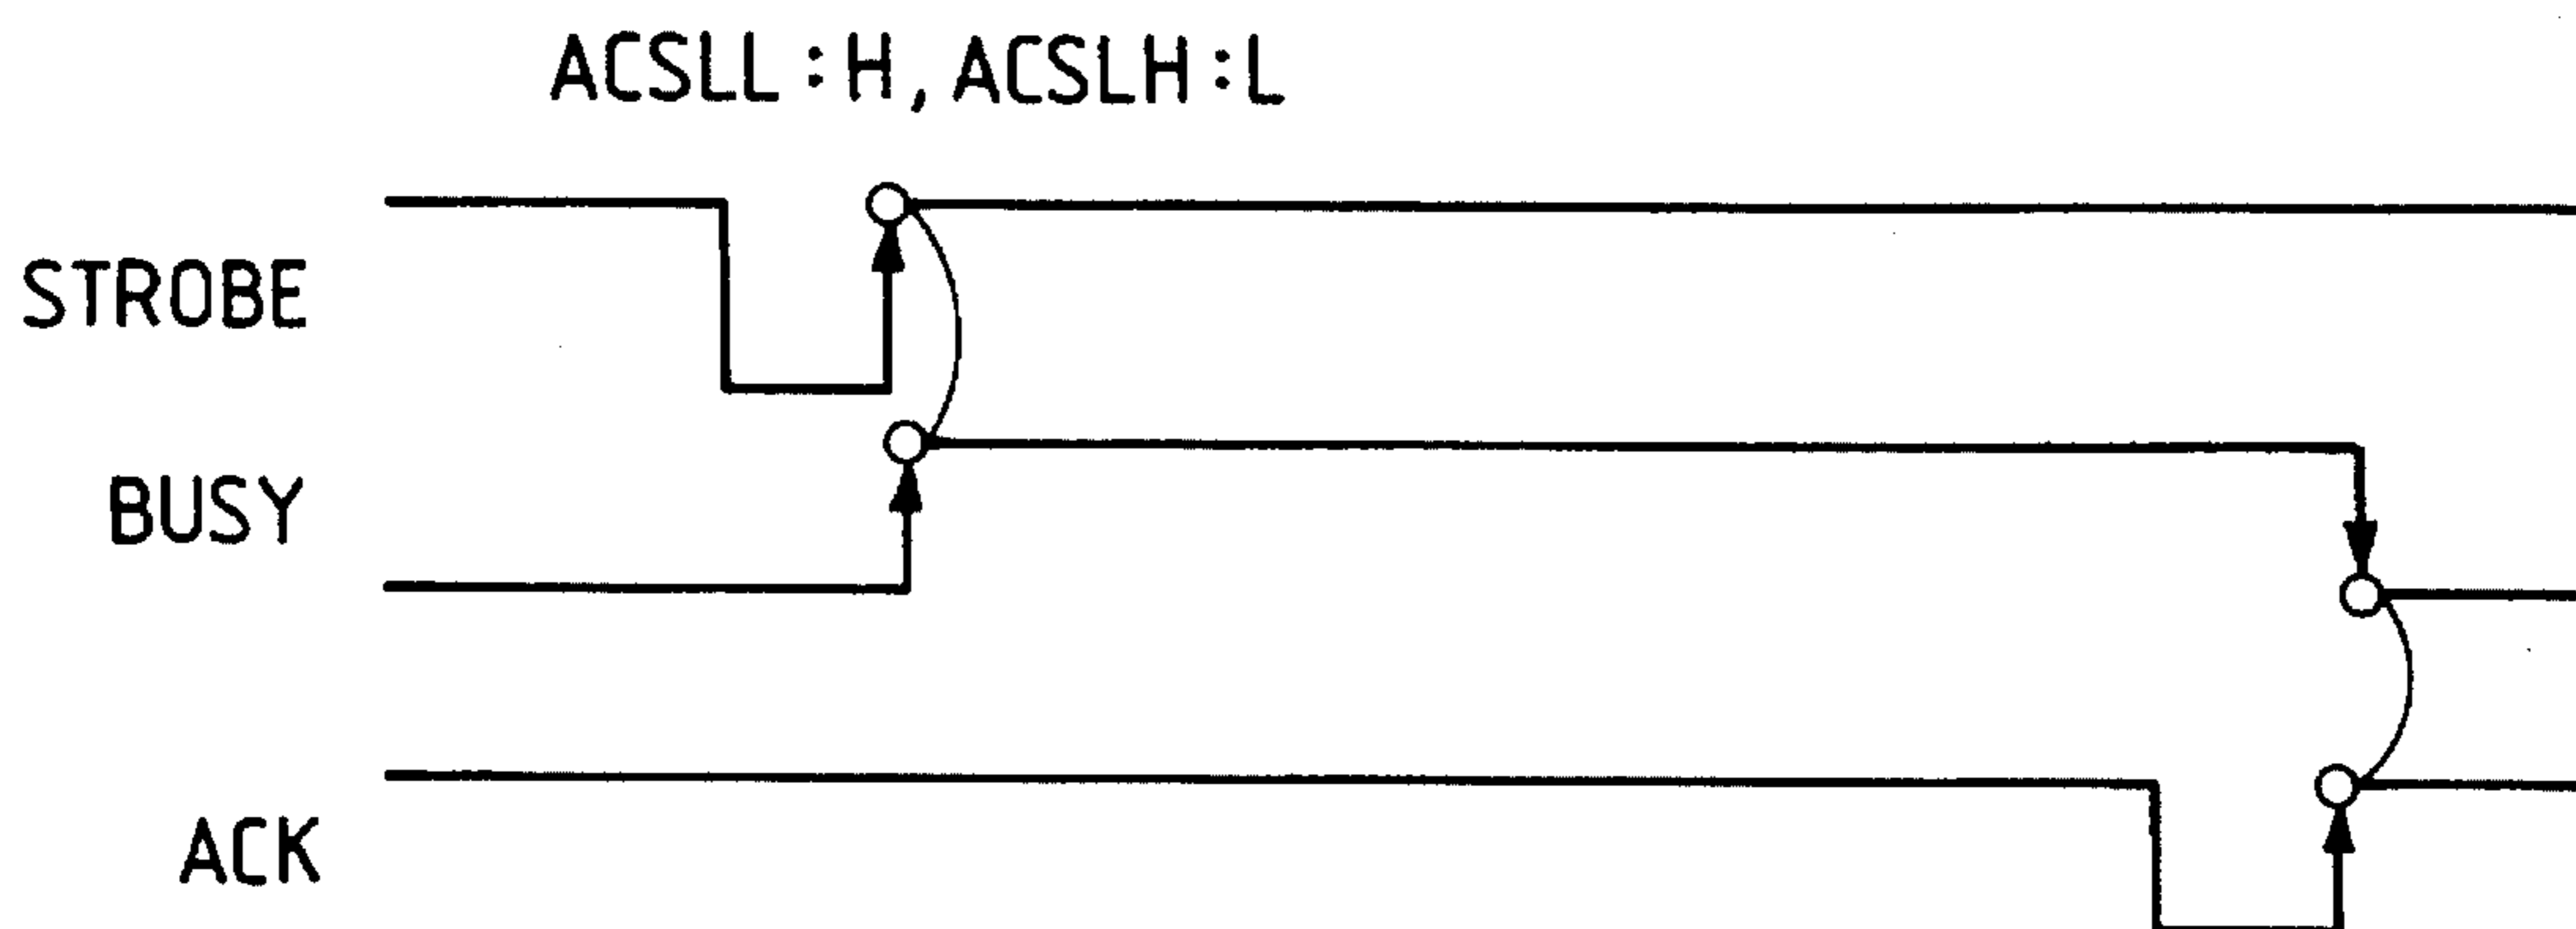 ACSLL : H, ACSLH : L
STROBE
BUSY
ACK